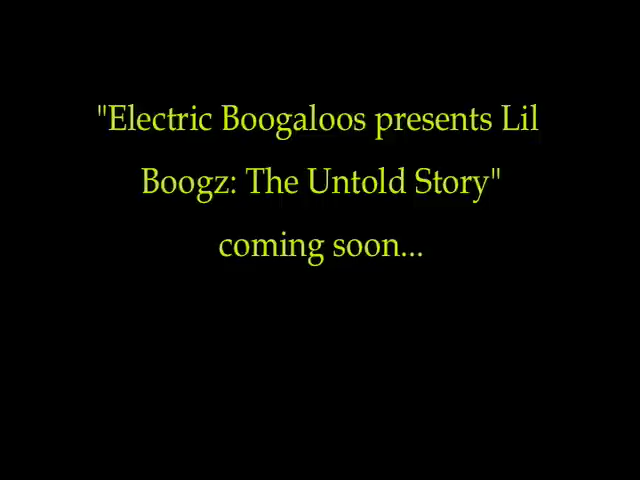 "Electric Boogaloos presents Lil
Boogz: The Untold Story"
coming soon...